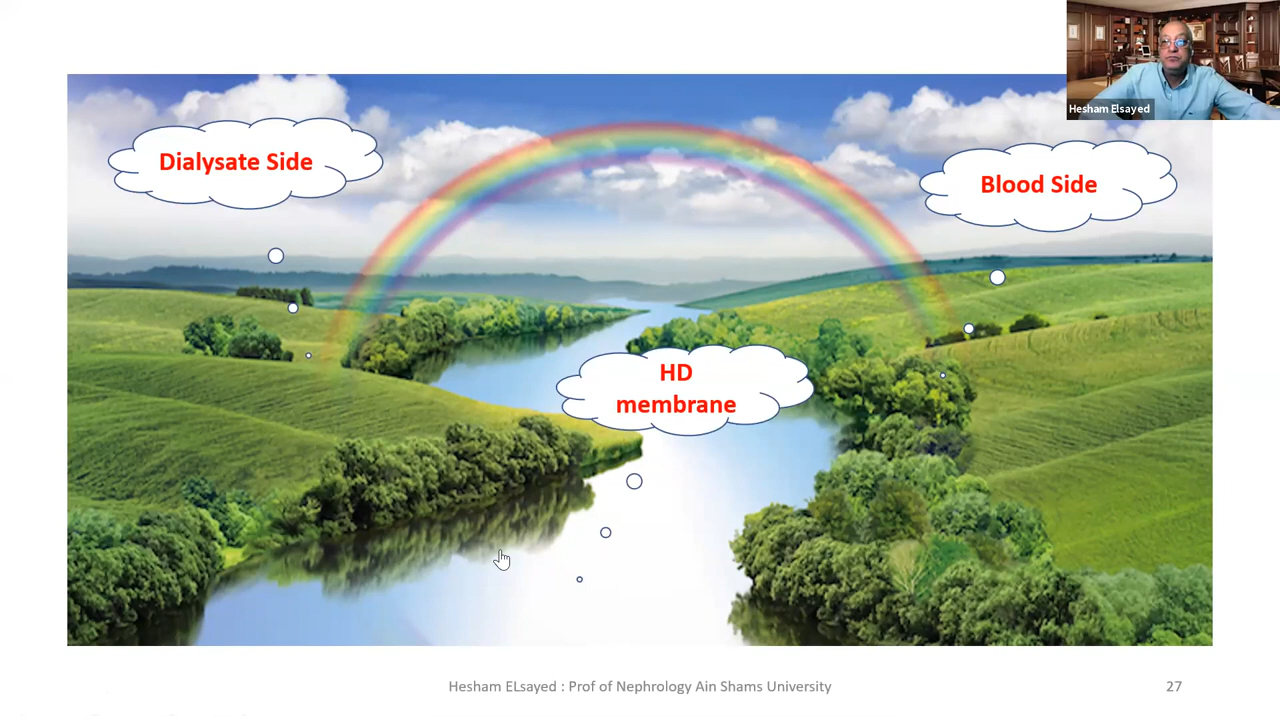 Hesham Elsayed
Dialysate Side
Blood Side
HD
membrane
Hesham ELsayed : Prof of Nephrology Ain Shams University
27